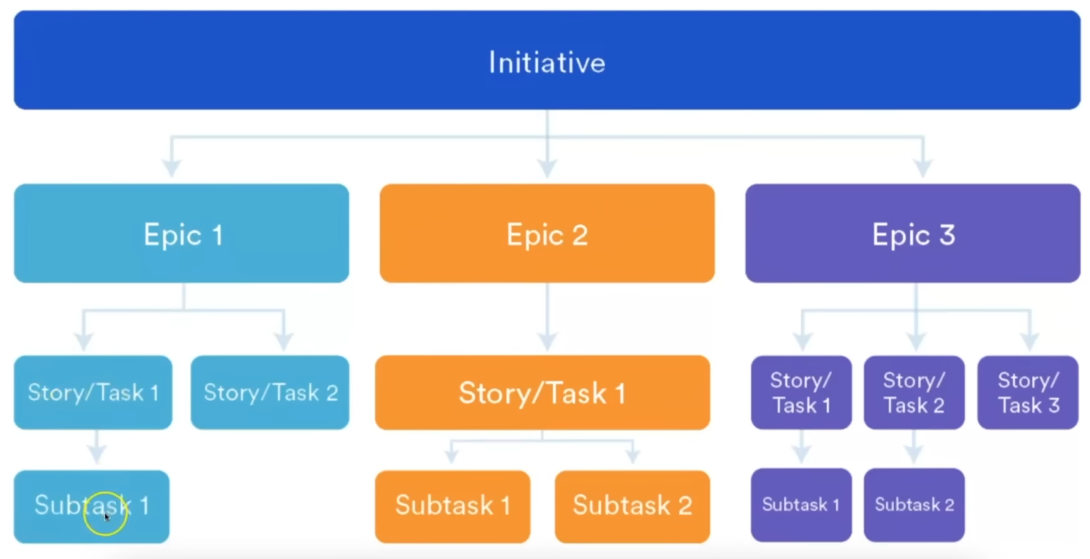 Initiative
Epic 1
Epic 2
Epic 3
Story/Task 1
Story/Task 2
Story/Task 1
Story/
Task 1
Story/
Task 2
Story/
Task 3
Subtask 1
Subtask 1
Subtask 2
Subtask 1
Subtask 2